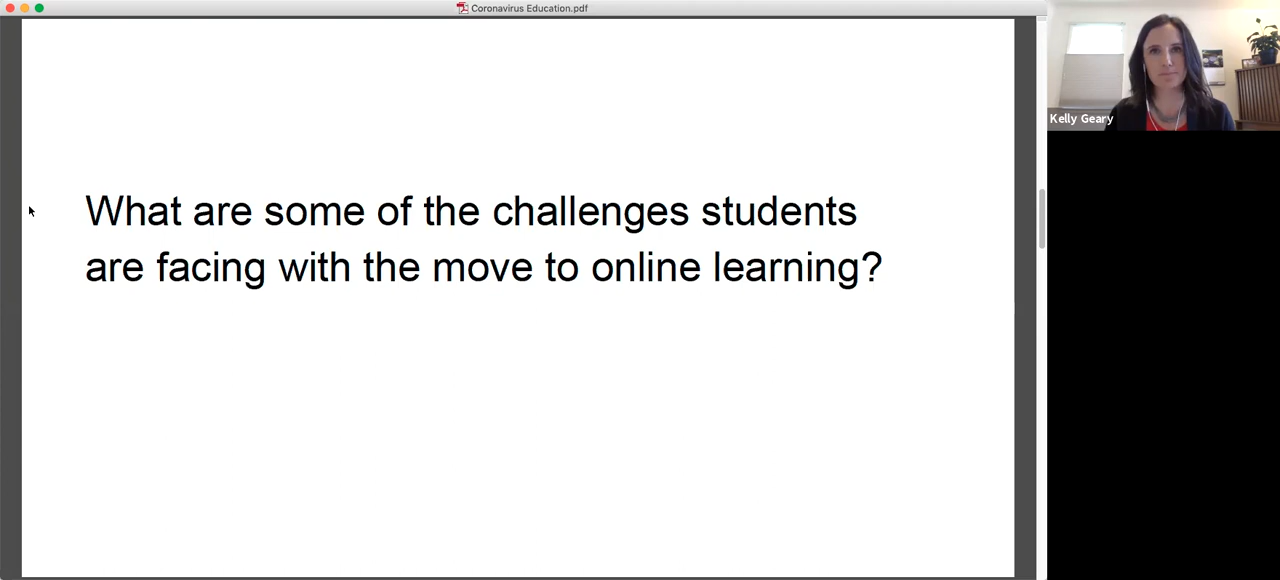 Coronavirus Education.pdf
What are some of the challenges students
are facing with the move to online learning?
Kelly Geary